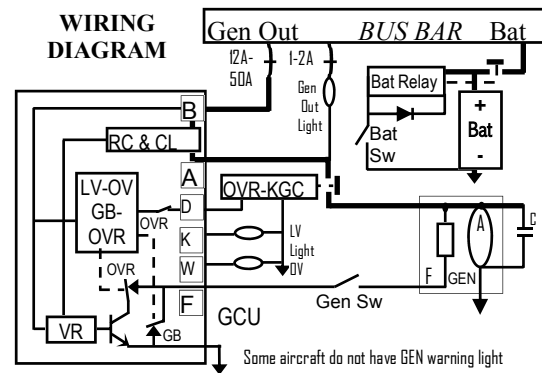 WIRING
DIAGRAM
Gen Out BUS BAR Bat
12A-
50A
1-2A
Gen
Out
Light
Bat Relay
Bat
Sw
+
Bat
-
B
RC & CL
A
LV-OV
GB-
OVR
OVR
D
OVR-KGC
K
LV
Light
OV
W
OVR
F
VR
GB
GCU
Gen Sw
F
GEN
A
C
Some aircraft do not have GEN warning light